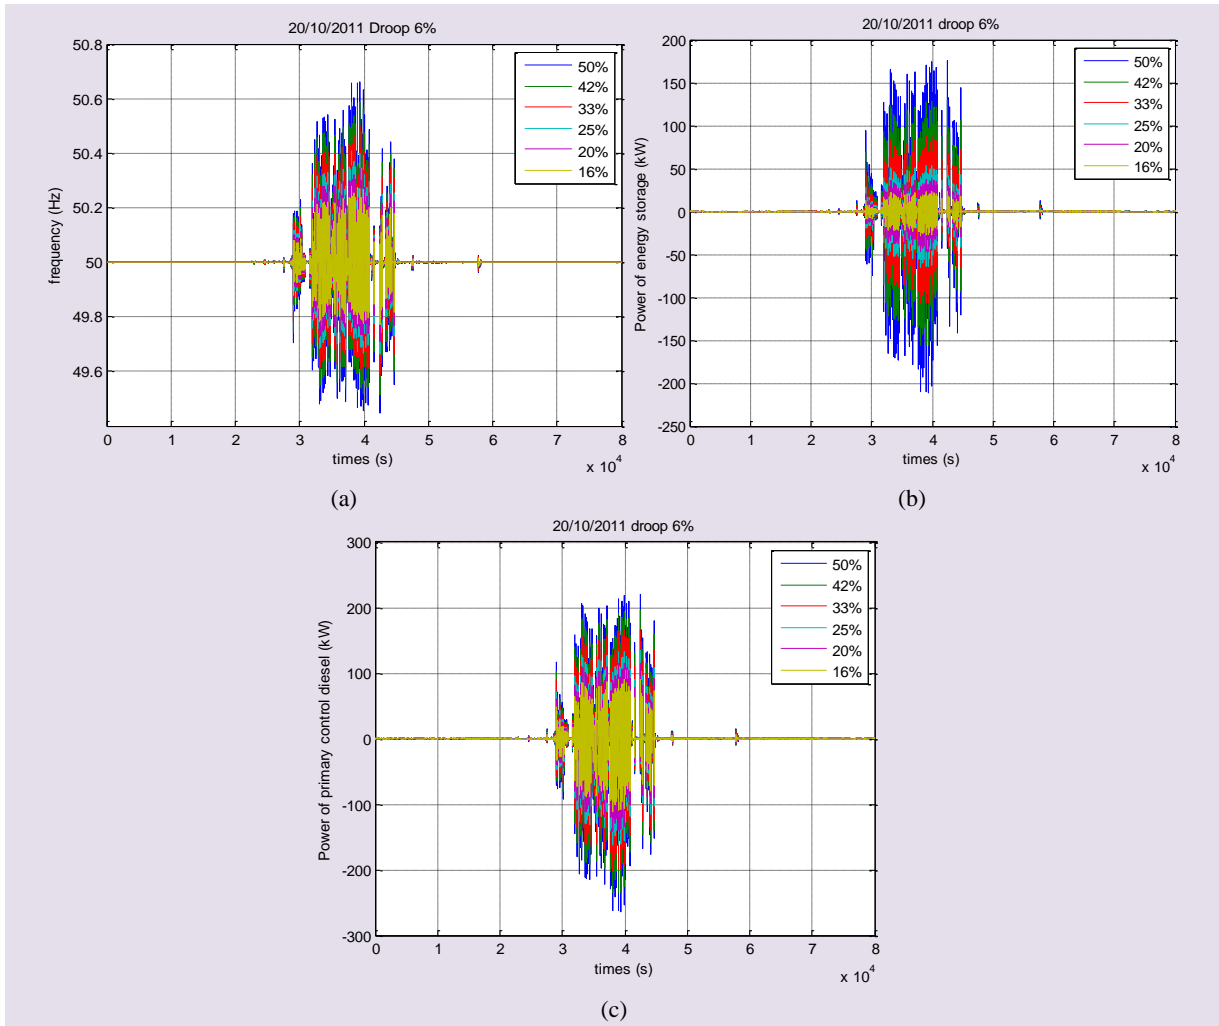 20/10/2011 Droop 6%
50.8
50.6
50.4
50.2
50
49.8
49.6
frequency (Hz)
50%
42%
33%
25%
20%
16%
0 1 2 3 4 5 6 7 8
times (s)
x 10^4
(a)
20/10/2011 droop 6%
200
150
100
50
0
-50
-100
-150
-200
-250
Power of energy storage (kW)
50%
42%
33%
25%
20%
16%
0 1 2 3 4 5 6 7 8
times (s)
x 10^4
(b)
20/10/2011 droop 6%
300
200
100
0
-100
-200
-300
Power of primary control diesel (kW)
50%
42%
33%
25%
20%
16%
0 1 2 3 4 5 6 7 8
times (s)
x 10^4
(c)